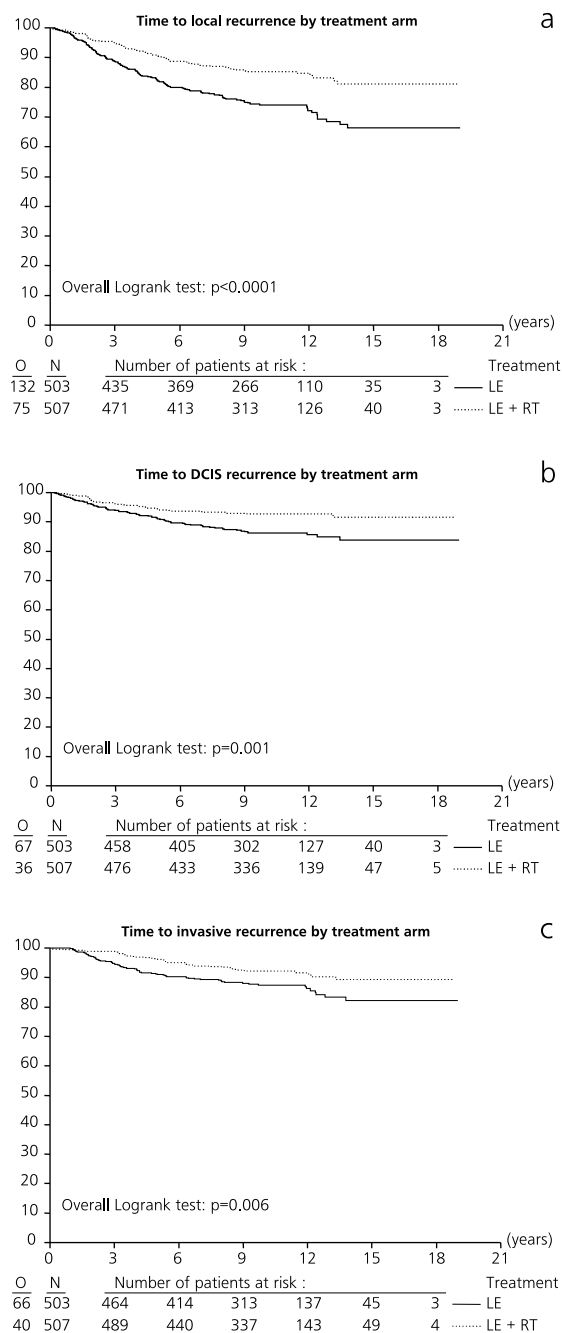 Time to local recurrence by treatment arm
a
100
90
80
70
60
50
40
30
20
10
0
Overall Logrank test: p<0.0001
0 3 6 9 12 15 18 21 (years)
O N Number of patients at risk : Treatment
132 503 435 369 266 110 35 3 LE
75 507 471 413 313 126 40 3 LE + RT
Time to DCIS recurrence by treatment arm
b
100
90
80
70
60
50
40
30
20
10
0
Overall Logrank test: p=0.001
0 3 6 9 12 15 18 21 (years)
O N Number of patients at risk : Treatment
67 503 458 405 302 127 40 3 LE
36 507 476 433 336 139 47 5 LE + RT
Time to invasive recurrence by treatment arm
c
100
90
80
70
60
50
40
30
20
10
0
Overall Logrank test: p=0.006
0 3 6 9 12 15 18 21 (years)
O N Number of patients at risk : Treatment
66 503 464 414 313 137 45 3 LE
40 507 489 440 337 143 49 4 LE + RT